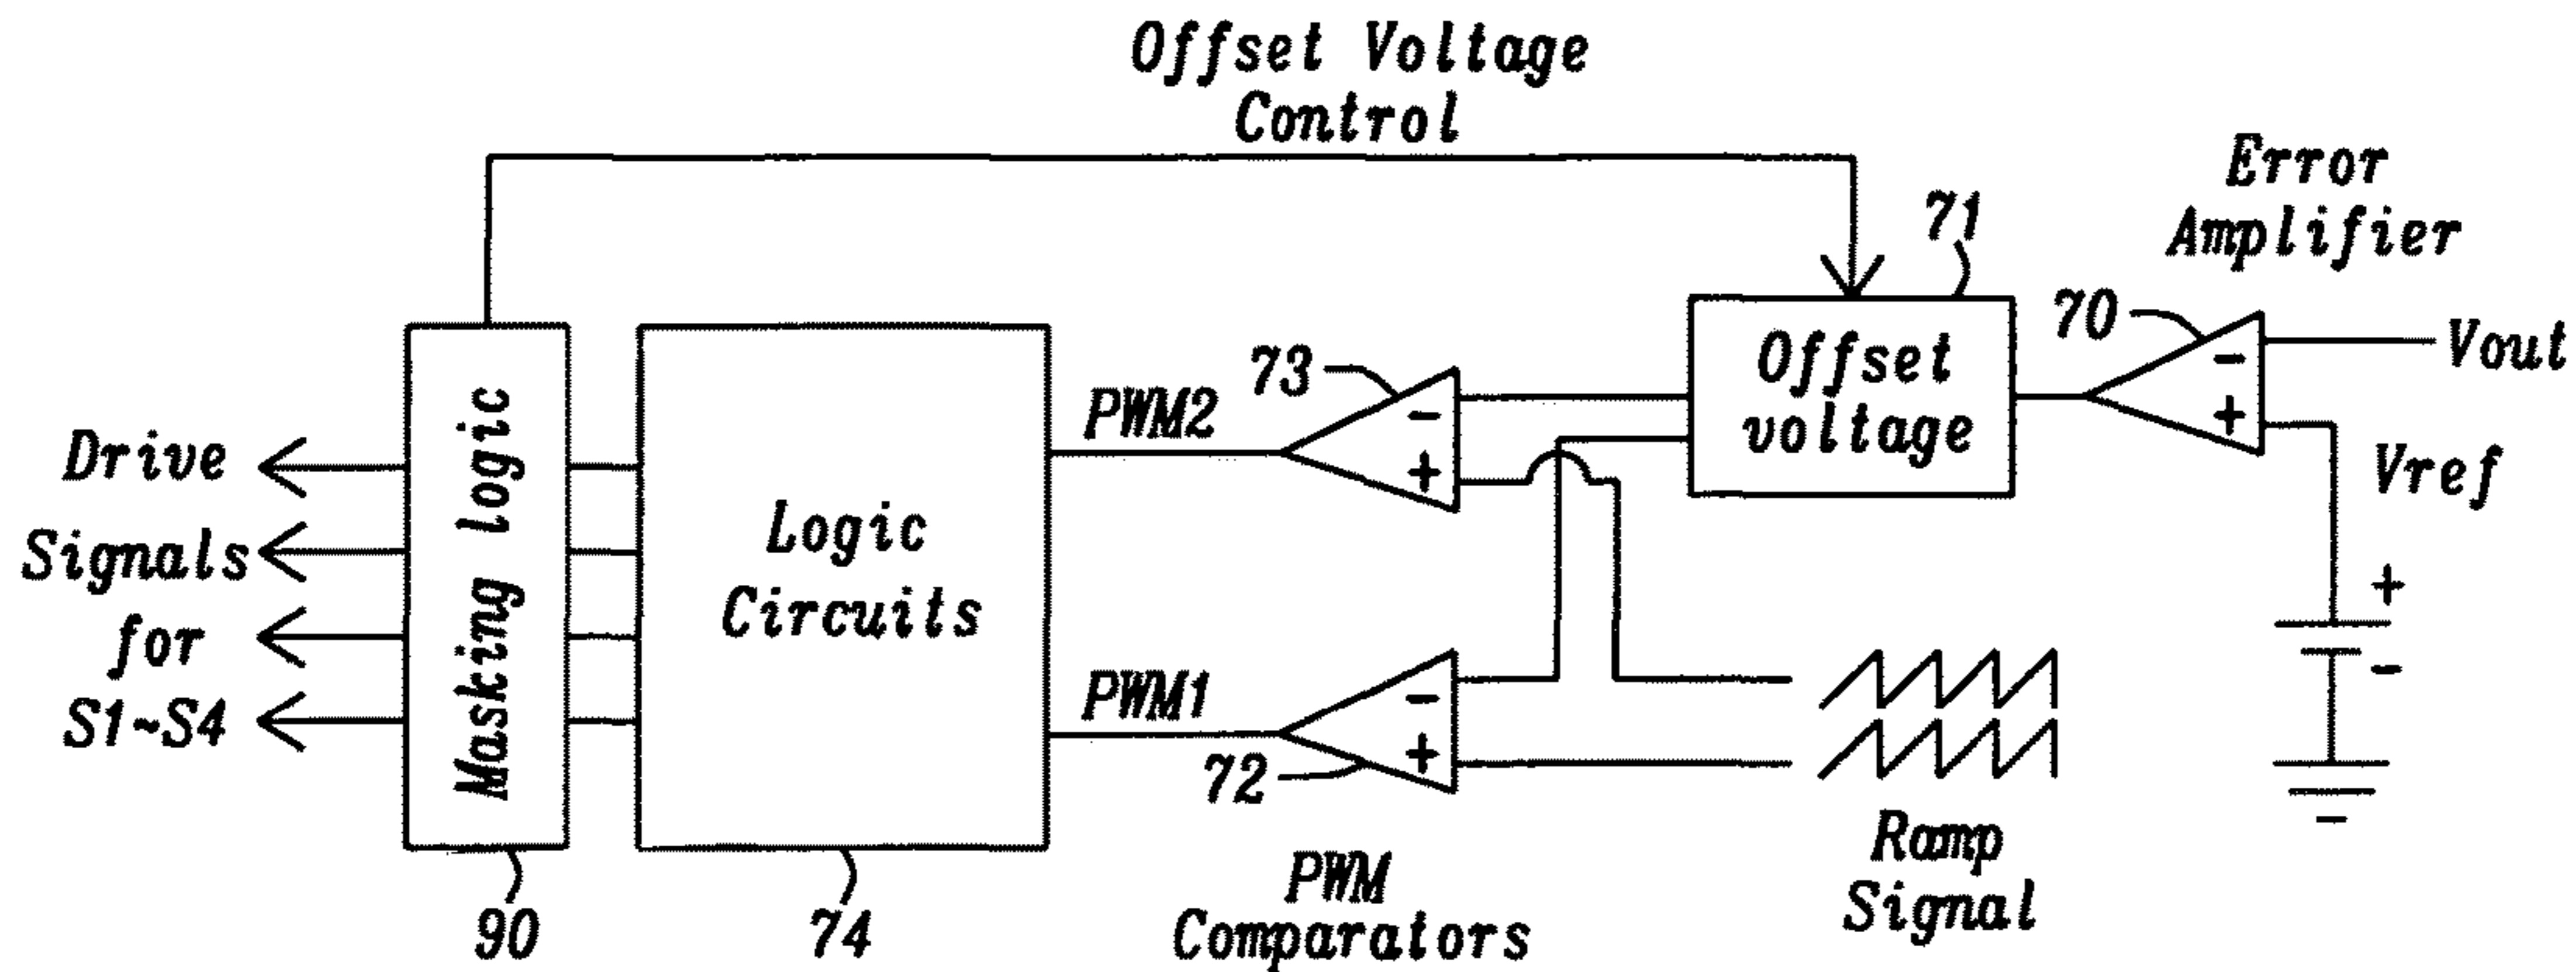 Offset Voltage
Control
Error
Amplifier
71
70
Vout
Offset
voltage
73
PWM2
Vref
+
-
Drive
Signals
for
S1~S4
Masking logic
Logic
Circuits
-
+
-
+
PWM1
-
+
72
+
-
Ramp
Signal
PWM
Comparators
90
74